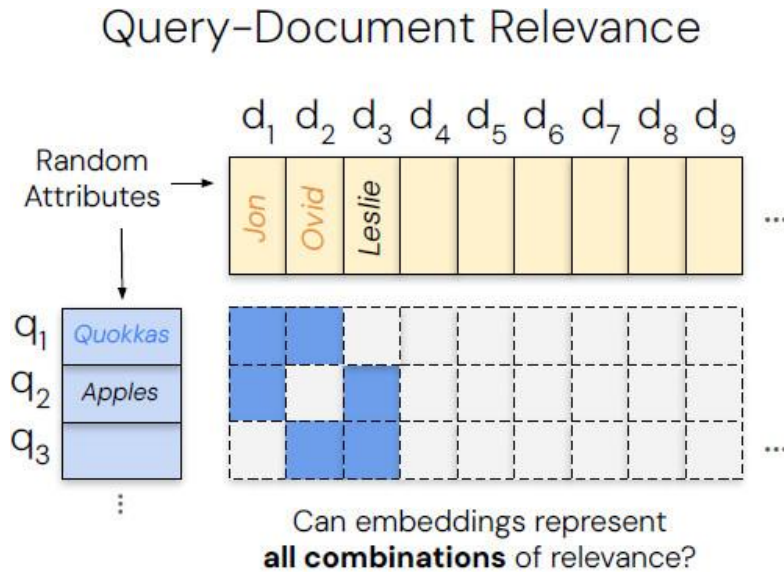 Query-Document Relevance
d₁ d₂ d₃ d₄ d₅ d₆ d₇ d₈ d₉
Random
Attributes
Jon
Ovid
Leslie
...
q₁ Quokkas
q₂ Apples
q₃
...
⋮
Can embeddings represent
all combinations of relevance?